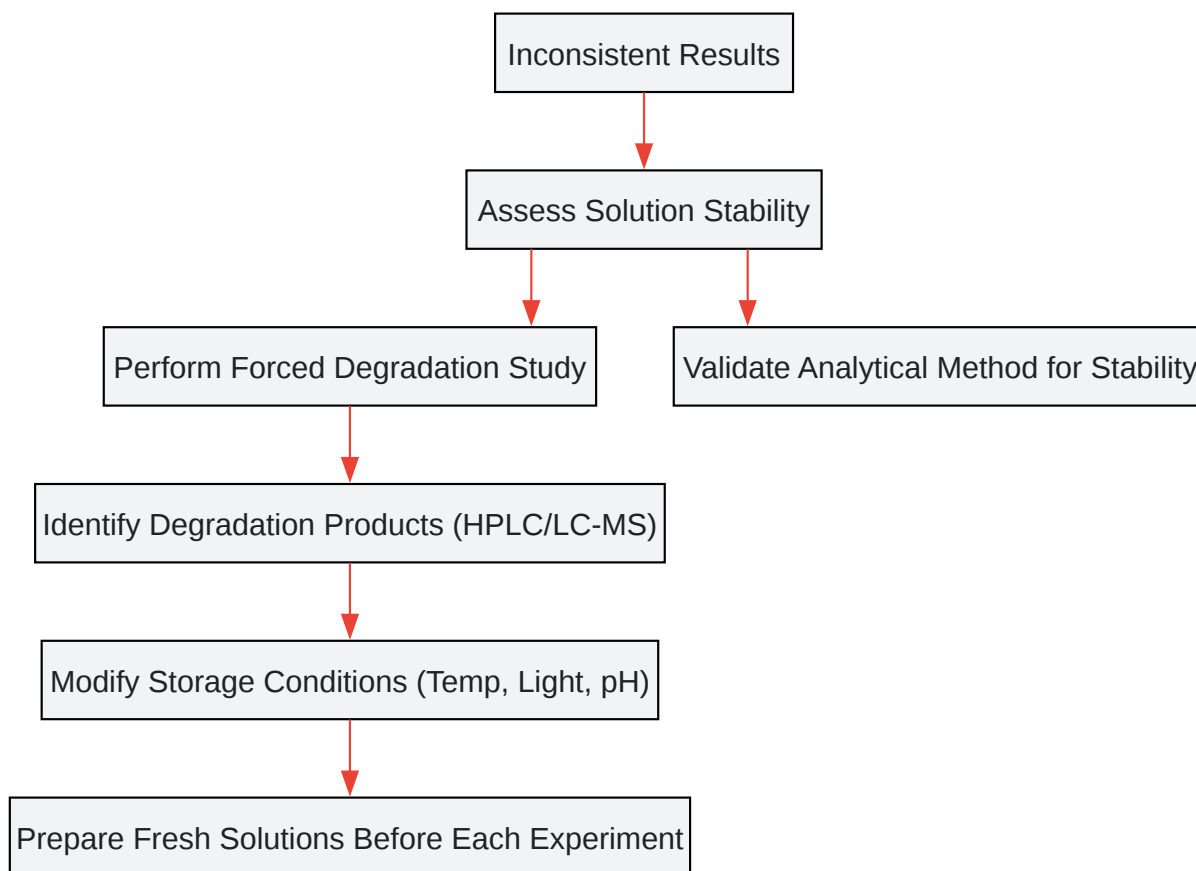 Inconsistent Results
Assess Solution Stability
Perform Forced Degradation Study
Validate Analytical Method for Stability
Identify Degradation Products (HPLC/LC-MS)
Modify Storage Conditions (Temp, Light, pH)
Prepare Fresh Solutions Before Each Experiment